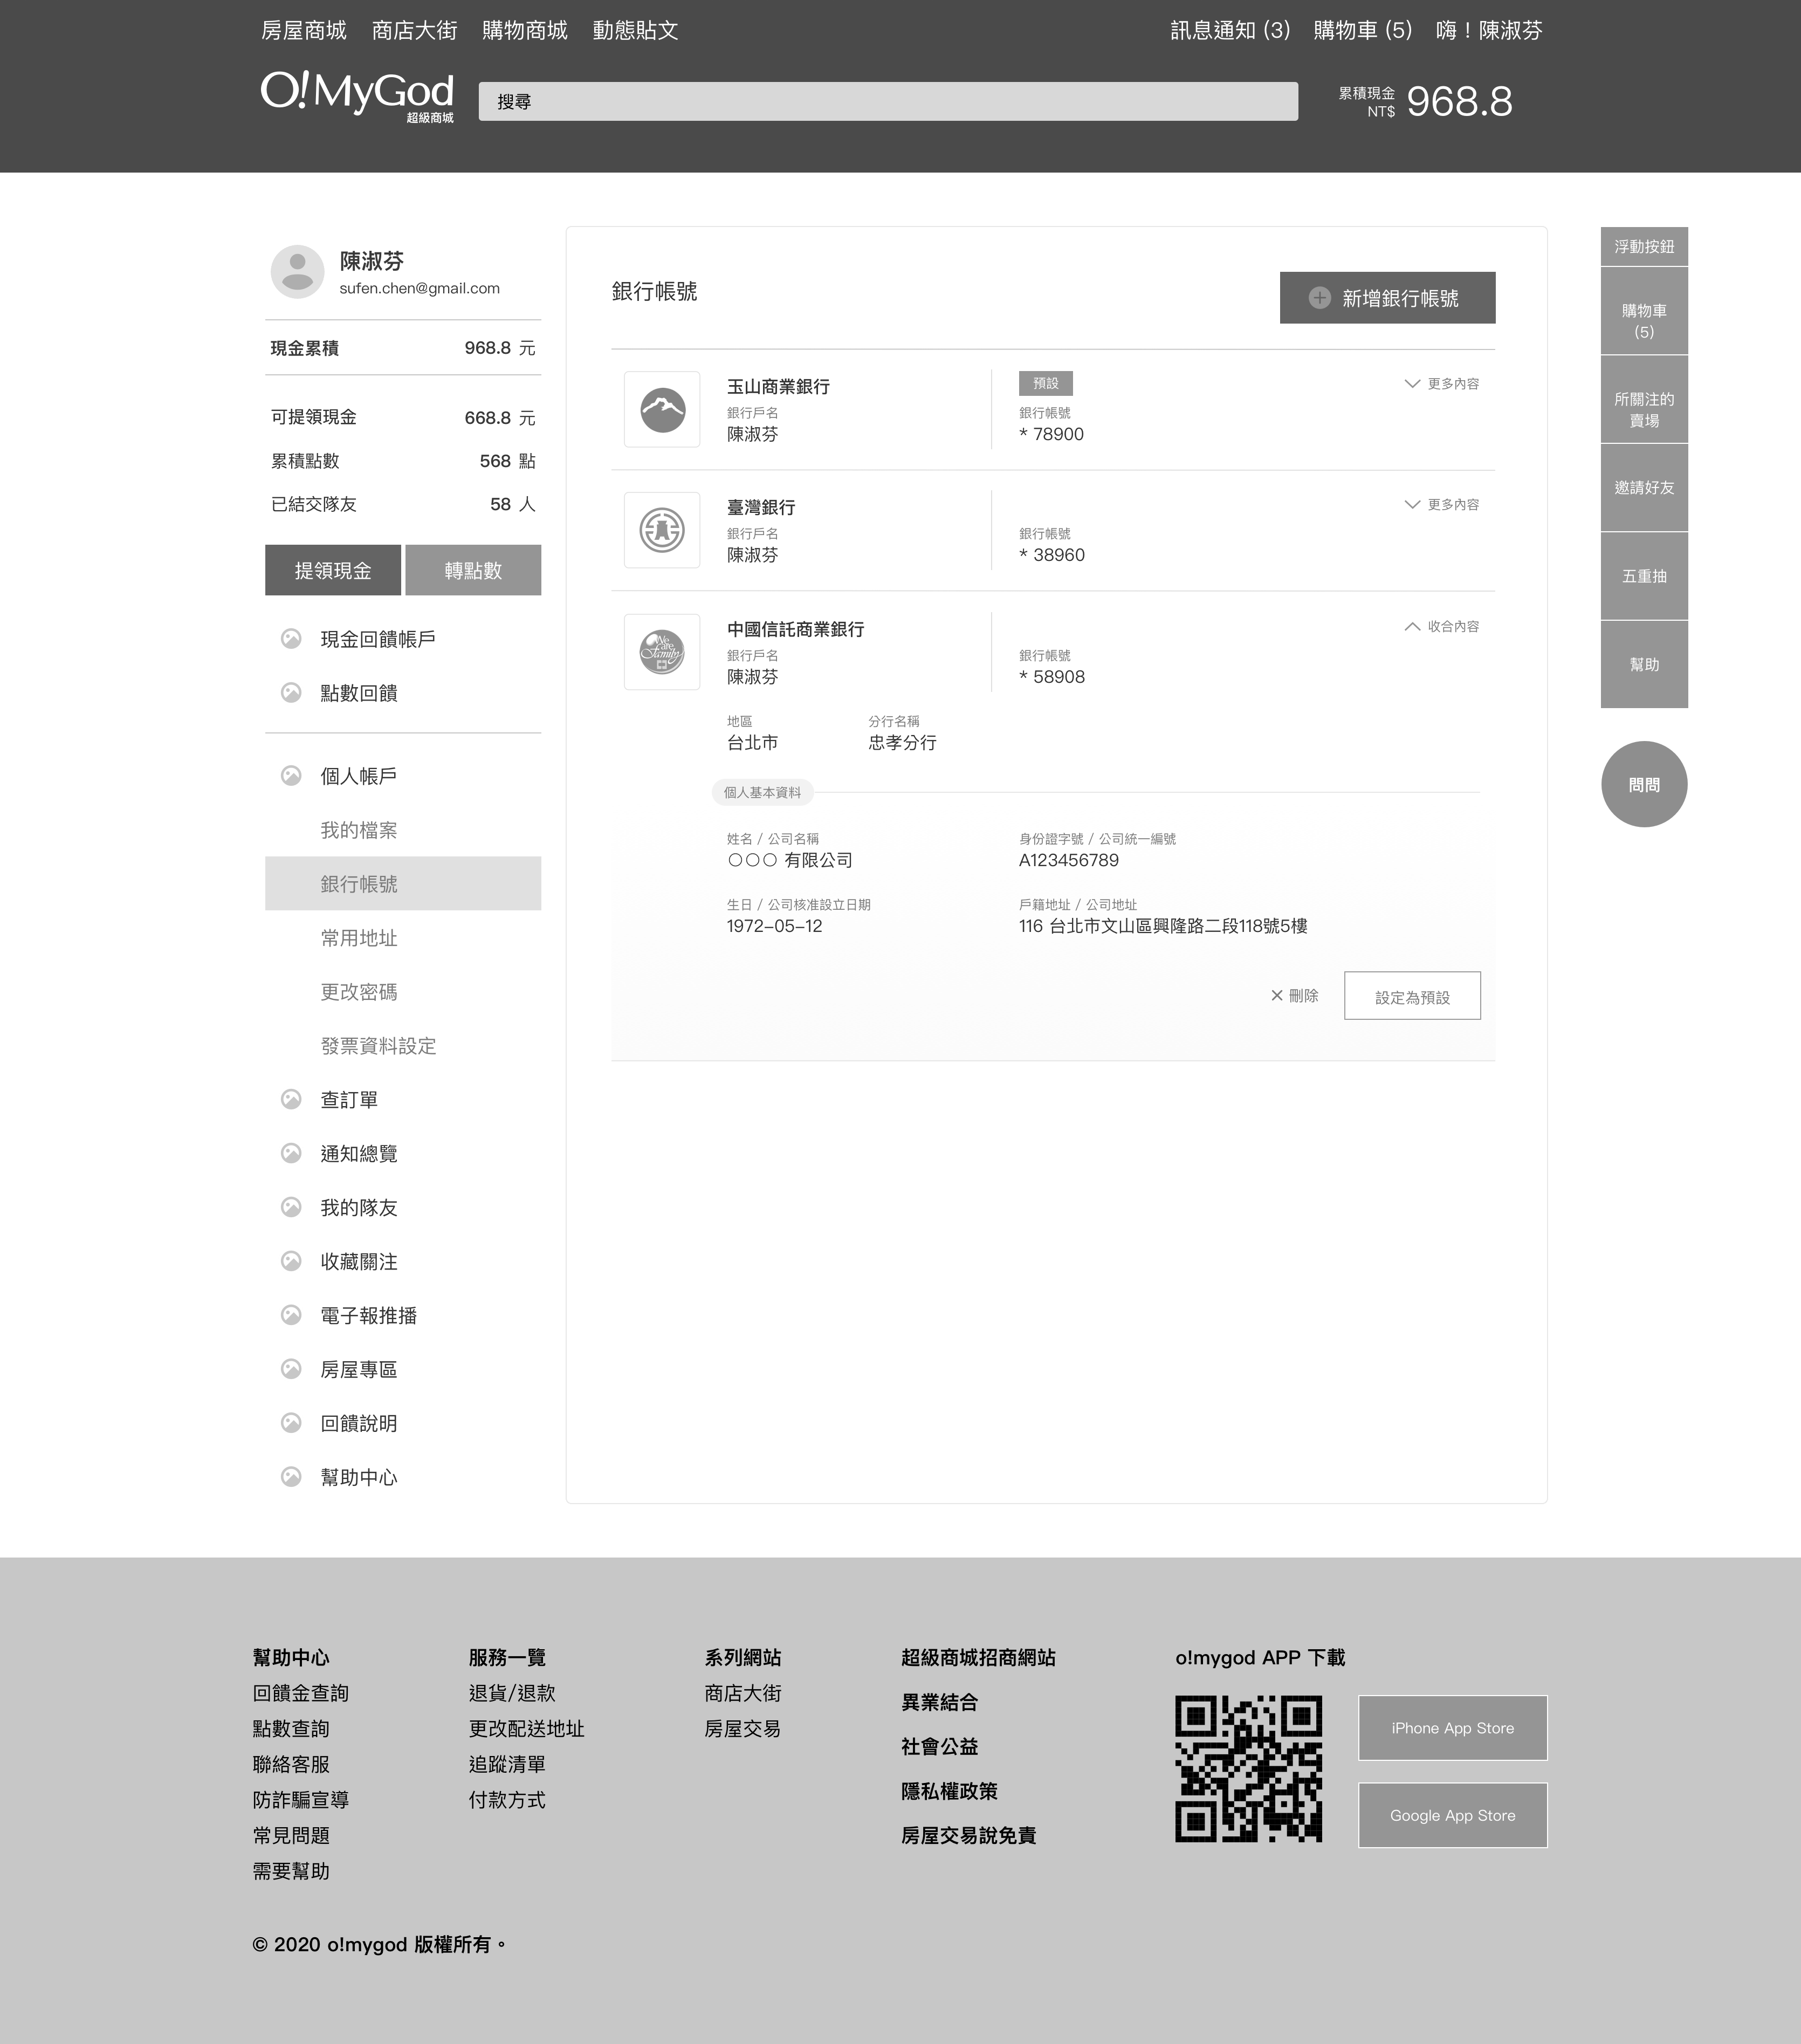 房屋商城 商店大街 購物商城 動態貼文 訊息通知 (3) 購物車 (5) 嗨！陳淑芬
O!MyGod
超級商城
搜尋
累積現金
NT$ 968.8
陳淑芬
sufen.chen@gmail.com
現金累積 968.8 元
可提領現金 668.8 元
累積點數 568 點
已結交隊友 58 人
提領現金 轉點數
現金回饋帳戶
點數回饋
個人帳戶
我的檔案
銀行帳號
常用地址
更改密碼
發票資料設定
查訂單
通知總覽
我的隊友
收藏關注
電子報推播
房屋專區
回饋說明
幫助中心
銀行帳號
新增銀行帳號
玉山商業銀行 預設 更多內容
銀行戶名 銀行帳號
陳淑芬 * 78900
臺灣銀行 更多內容
銀行戶名 銀行帳號
陳淑芬 * 38960
We
care
Family
中國信託商業銀行 收合內容
銀行戶名 銀行帳號
陳淑芬 * 58908
地區 分行名稱
台北市 忠孝分行
個人基本資料
姓名 / 公司名稱 身份證字號 / 公司統一編號
〇〇〇 有限公司 A123456789
生日 / 公司核准設立日期 戶籍地址 / 公司地址
1972–05–12 116 台北市文山區興隆路二段118號5樓
刪除 設定為預設
浮動按鈕
購物車
(5)
所關注的
賣場
邀請好友
五重抽
幫助
問問
幫助中心
回饋金查詢
點數查詢
聯絡客服
防詐騙宣導
常見問題
需要幫助
服務一覽
退貨/退款
更改配送地址
追蹤清單
付款方式
系列網站
商店大街
房屋交易
超級商城招商網站
異業結合
社會公益
隱私權政策
房屋交易說免責
o!mygod APP 下載
iPhone App Store
Google App Store
© 2020 o!mygod 版權所有。